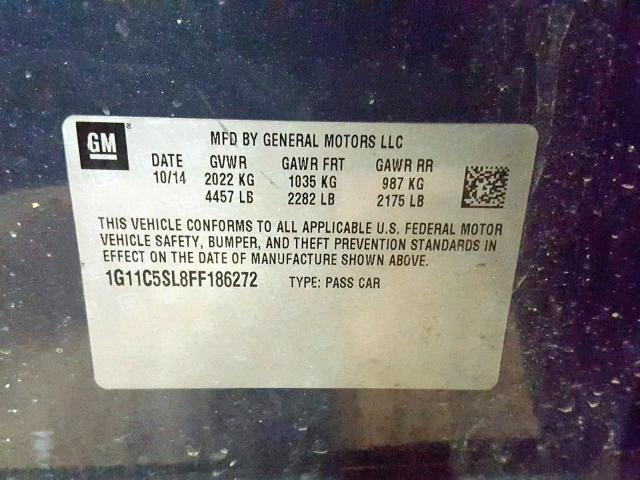 GM
MFD BY GENERAL MOTORS LLC
DATE GVWR GAWR FRT GAWR RR
10/14 2022 KG 1035 KG 987 KG
4457 LB 2282 LB 2175 LB
THIS VEHICLE CONFORMS TO ALL APPLICABLE U.S. FEDERAL MOTOR
VEHICLE SAFETY, BUMPER, AND THEFT PREVENTION STANDARDS IN
EFFECT ON THE DATE OF MANUFACTURE SHOWN ABOVE.
1G11C5SL8FF186272 TYPE: PASS CAR